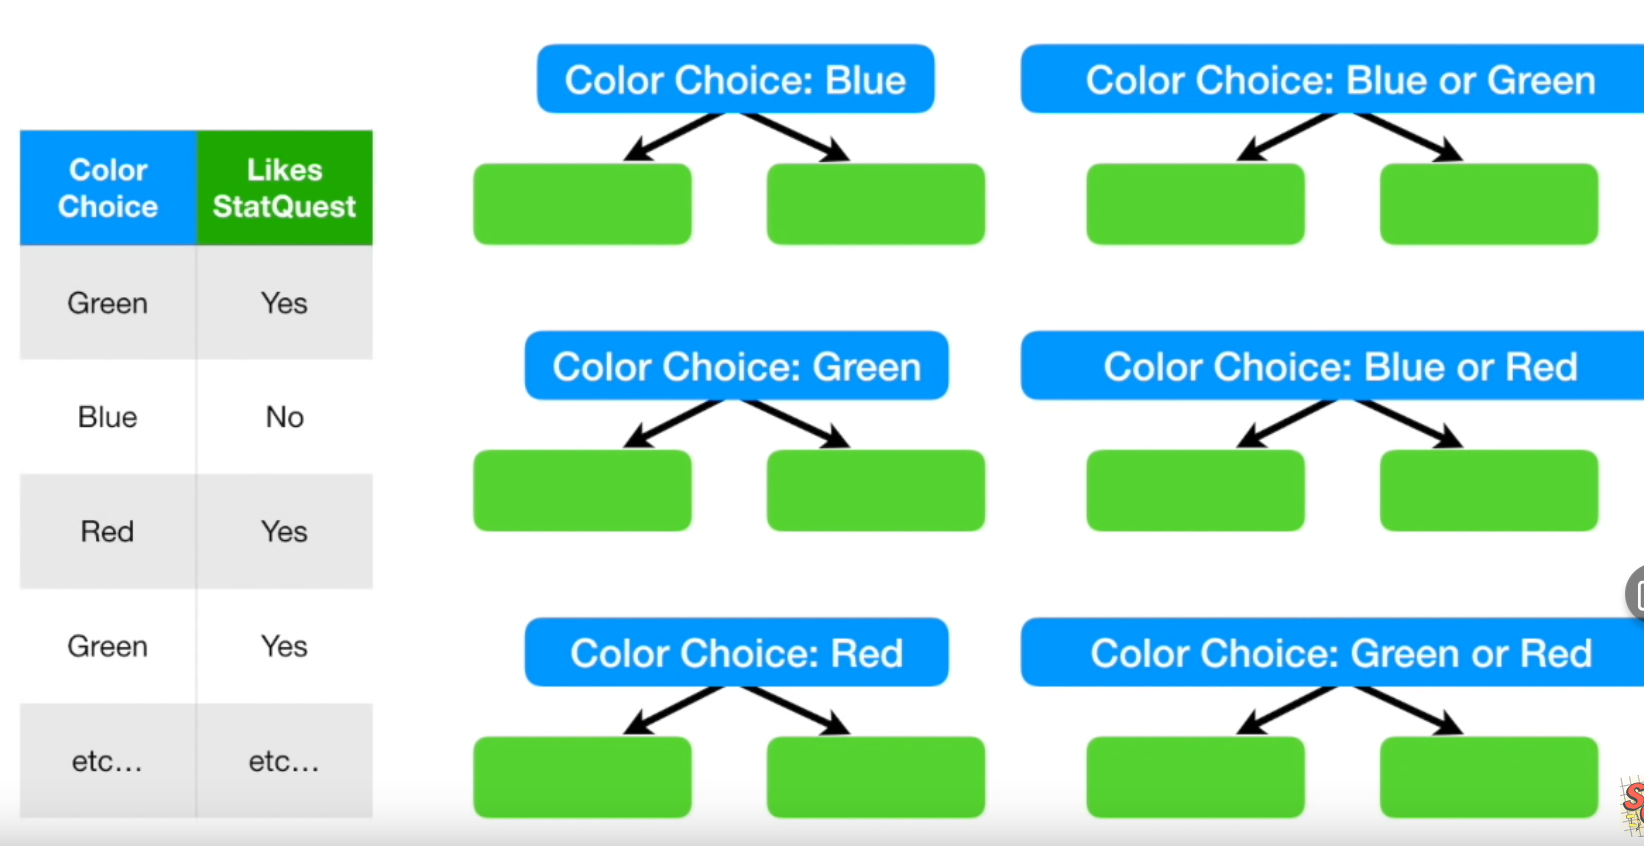 Color Choice: Blue
Color Choice: Blue or Green
Color
Choice
Likes
StatQuest
Green
Yes
Blue
No
Color Choice: Green
Color Choice: Blue or Red
Red
Yes
Green
Yes
Color Choice: Red
Color Choice: Green or Red
etc...
etc...